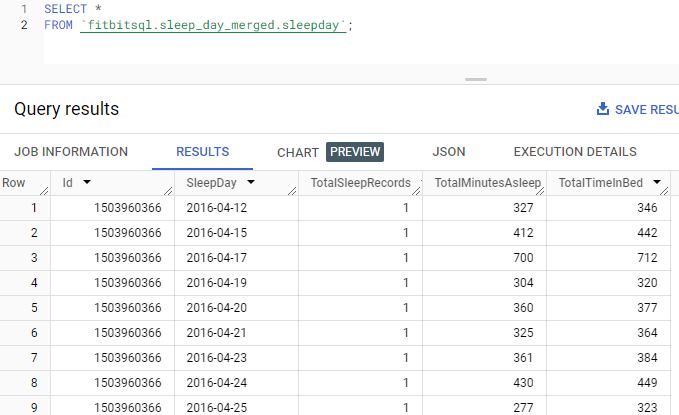 1 SELECT *
2 FROM `fitbitsql.sleep_day_merged.sleepday`;
Query results
SAVE RESU
JOB INFORMATION RESULTS CHART PREVIEW JSON EXECUTION DETAILS
Row Id SleepDay TotalSleepRecords TotalMinutesAsleep TotalTimeInBed
1 1503960366 2016-04-12 1 327 346
2 1503960366 2016-04-15 1 412 442
3 1503960366 2016-04-17 1 700 712
4 1503960366 2016-04-19 1 304 320
5 1503960366 2016-04-20 1 360 377
6 1503960366 2016-04-21 1 325 364
7 1503960366 2016-04-23 1 361 384
8 1503960366 2016-04-24 1 430 449
9 1503960366 2016-04-25 1 277 323